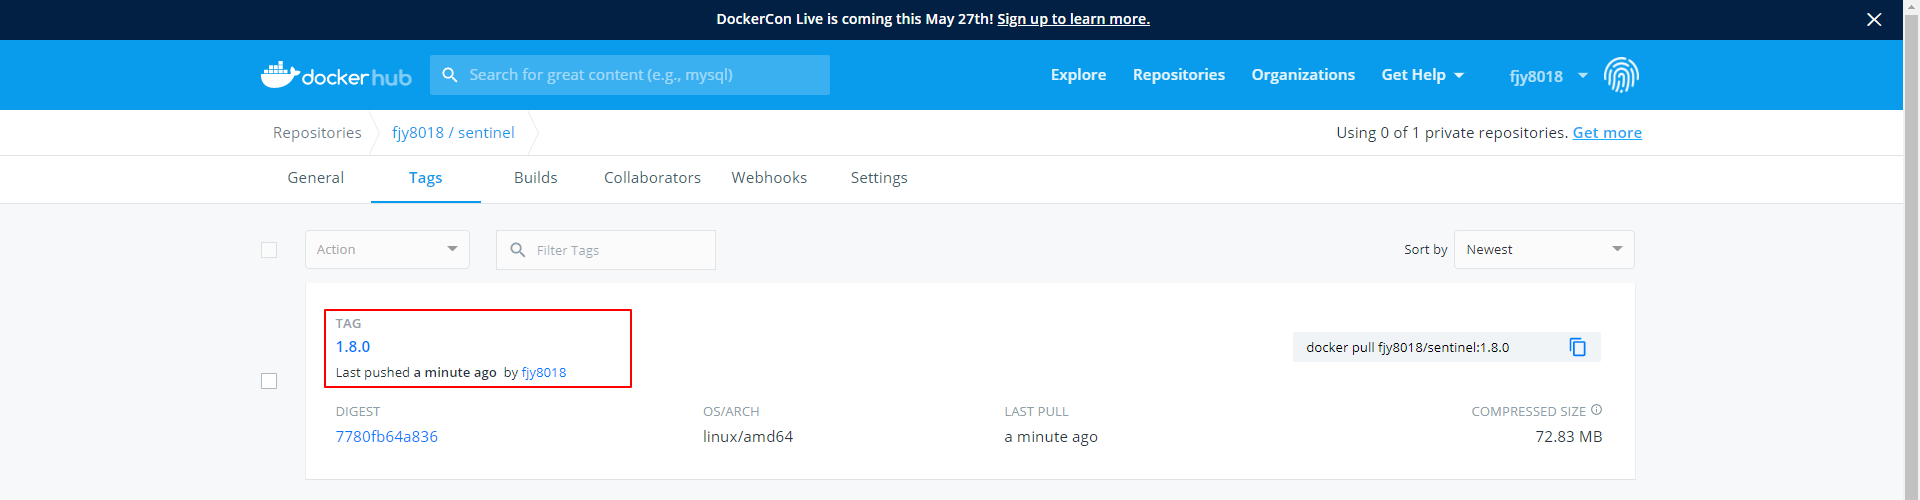 DockerCon Live is coming this May 27th! Sign up to learn more.
docker hub
Search for great content (e.g., mysql)
Explore Repositories Organizations Get Help fjy8018
Repositories fjy8018 / sentinel
Using 0 of 1 private repositories. Get more
General Tags Builds Collaborators Webhooks Settings
Action Filter Tags Sort by Newest
TAG
1.8.0
Last pushed a minute ago by fjy8018
docker pull fjy8018/sentinel:1.8.0
DIGEST OS/ARCH LAST PULL COMPRESSED SIZE
7780fb64a836 linux/amd64 a minute ago 72.83 MB